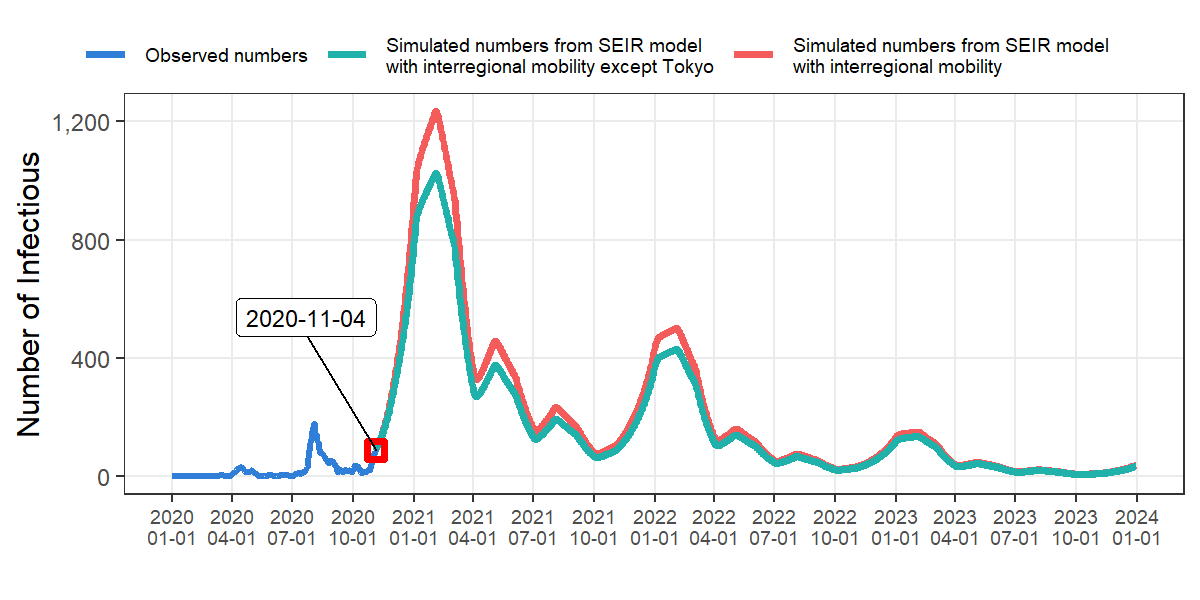 Observed numbers
Simulated numbers from SEIR model
with interregional mobility except Tokyo
Simulated numbers from SEIR model
with interregional mobility
Number of Infectious
1,200
800
400
0
2020-11-04
2020 2020 2020 2020 2021 2021 2021 2021 2022 2022 2022 2022 2023 2023 2023 2023 2024
01-01 04-01 07-01 10-01 01-01 04-01 07-01 10-01 01-01 04-01 07-01 10-01 01-01 04-01 07-01 10-01 01-01